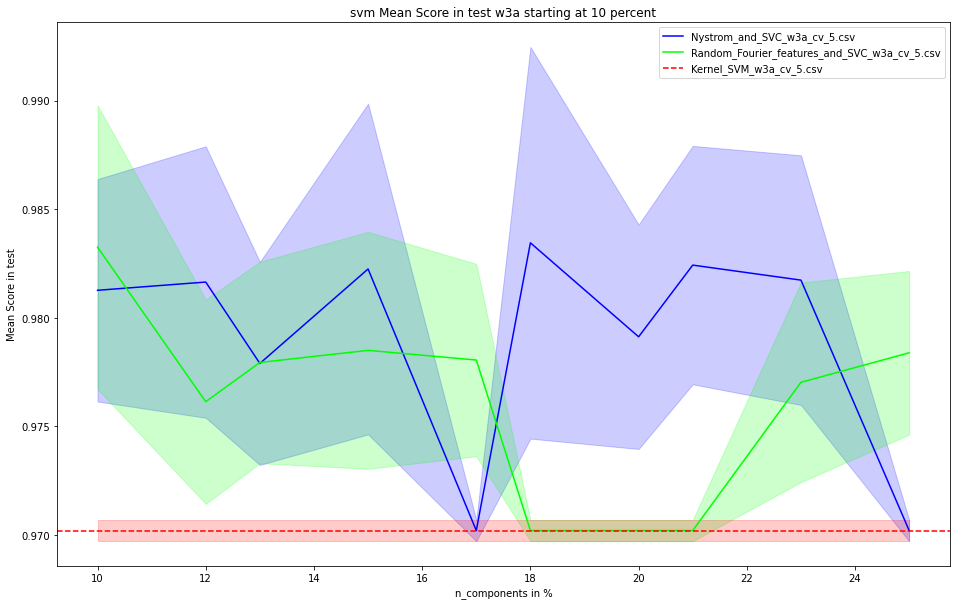 svm Mean Score in test w3a starting at 10 percent
Nystrom_and_SVC_w3a_cv_5.csv
Random_Fourier_features_and_SVC_w3a_cv_5.csv
Kernel_SVM_w3a_cv_5.csv
0.990
0.985
0.980
0.975
0.970
Mean Score in test
10 12 14 16 18 20 22 24
n_components in %